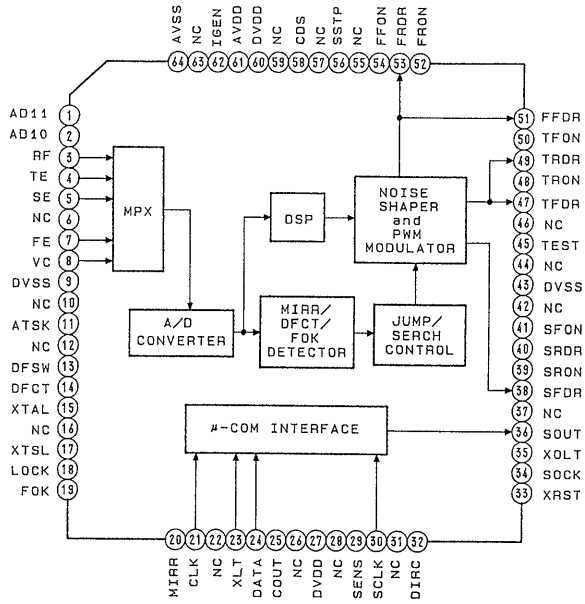 AVSS NC IGEN AVDD DVDD NC CDS NC SSTP NC FFON FRDR FRON
64 63 62 61 60 59 58 57 56 55 54 53 52
AD11 1
AD10 2
RF 3
TE 4
SE 5
NC 6
FE 7
VC 8
DVSS 9
NC 10
ATSK 11
NC 12
DFSW 13
DFCT 14
XTAL 15
NC 16
XTSL 17
LOCK 18
FOK 19
MPX
DSP
NOISE
SHAPER
and
PWM
MODULATOR
A/D
CONVERTER
MIRR/
DFCT/
FOK
DETECTOR
JUMP/
SERCH
CONTROL
μ-COM INTERFACE
51 FFDR
50 TFON
49 TRDR
48 TRON
47 TFDR
46 NC
45 TEST
44 NC
43 DVSS
42 NC
41 SFON
40 SRDR
39 SRON
38 SFDR
37 NC
36 SOUT
35 XOLT
34 SOCK
33 XRST
20 21 22 23 24 25 26 27 28 29 30 31 32
MIRR CLK NC XLT DATA COUT NC DVDD NC SENS SCLK NC DIRC